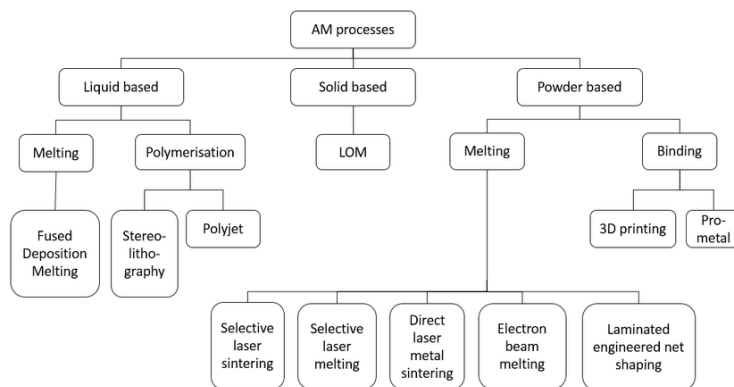 AM processes
Liquid based
Solid based
Powder based
Melting
Polymerisation
LOM
Melting
Binding
Fused
Deposition
Melting
Stereo-
litho-
graphy
Polyjet
3D printing
Pro-
metal
Selective
laser
sintering
Selective
laser
melting
Direct
laser
metal
sintering
Electron
beam
melting
Laminated
engineered net
shaping